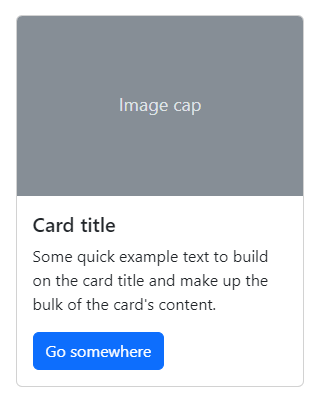 Image cap
Card title
Some quick example text to build
on the card title and make up the
bulk of the card's content.
Go somewhere